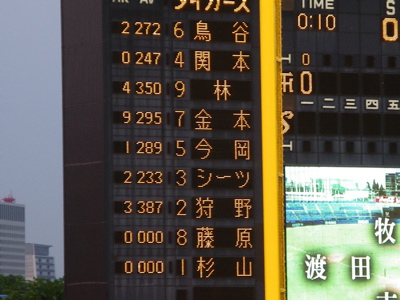 HR AV タイガース
2 272 6 鳥谷
0 247 4 関本
4 350 9 林
9 295 7 金本
1 289 5 今岡
2 233 3 シーツ
3 387 2 狩野
0 000 8 藤原
0 000 1 杉山
TIME S
0:10 0
T 0
一二三四五
S
牧
渡田